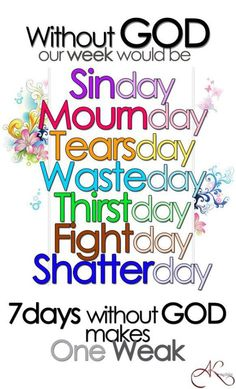 Without GOD
our week would be
Sinday
Mournday
Tearsday
Wasteday
Thirstday
Fightday
Shatterday
7days without GOD
makes
One Weak